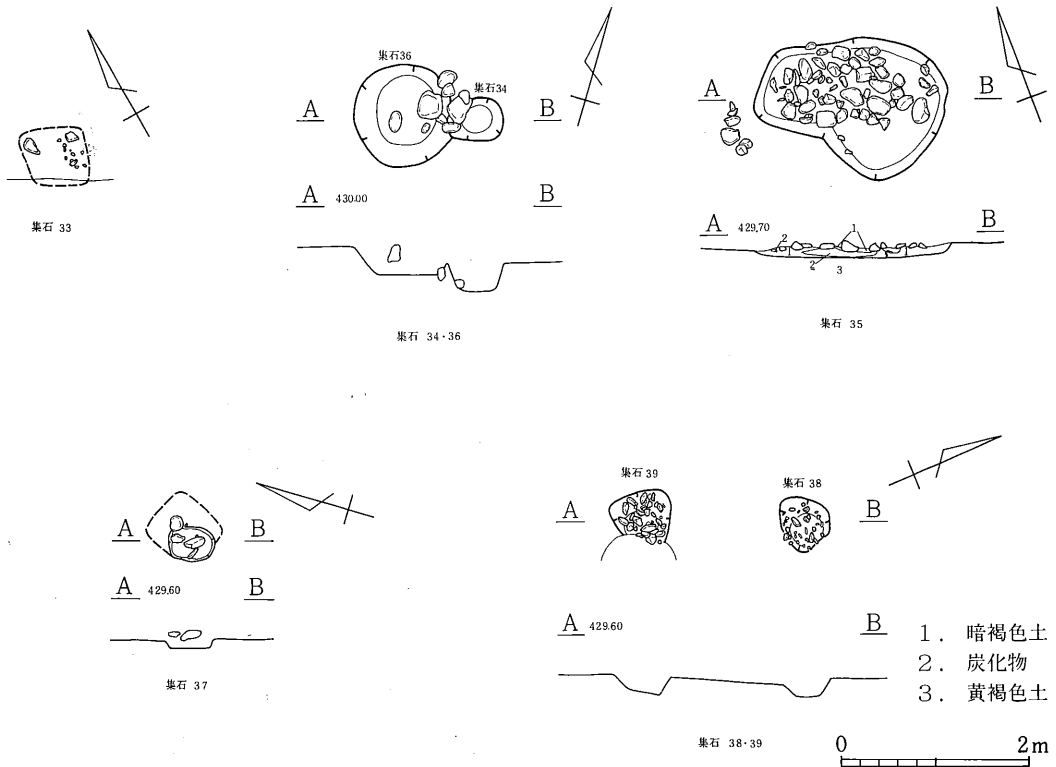 集石 33
集石36
集石34
A B
A 430.00 B
集石 34・36
A B
A 429.70 B
2 1
2 3
集石 35
A B
A 429.60 B
集石 37
集石 39
集石 38
A B
A 429.60 B
集石 38・39
1. 暗褐色土
2. 炭化物
3. 黄褐色土
0 2m